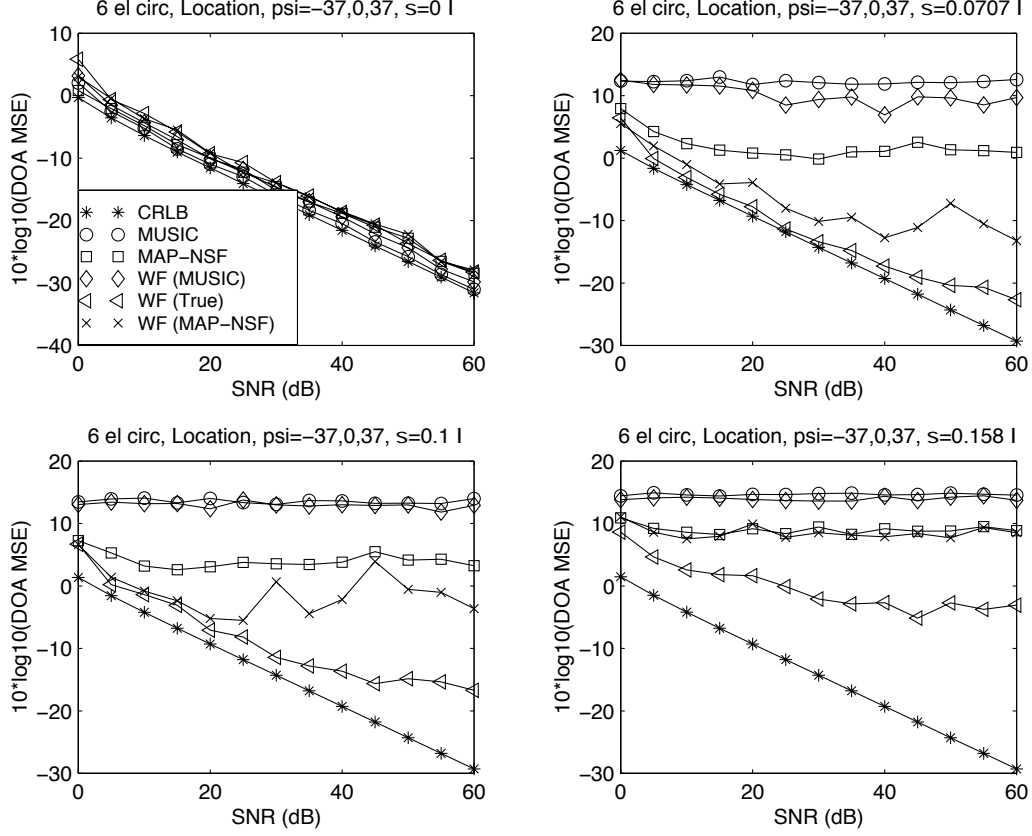 6 el circ, Location, psi=−37,0,37, s=0 I
10*log10(DOA MSE)
10
0
−10
−20
−30
−40
CRLB
MUSIC
MAP−NSF
WF (MUSIC)
WF (True)
WF (MAP−NSF)
0
20
40
60
SNR (dB)
6 el circ, Location, psi=−37,0,37, s=0.0707 I
10*log10(DOA MSE)
20
10
0
−10
−20
−30
0
20
40
60
SNR (dB)
6 el circ, Location, psi=−37,0,37, s=0.1 I
10*log10(DOA MSE)
20
10
0
−10
−20
−30
0
20
40
60
SNR (dB)
6 el circ, Location, psi=−37,0,37, s=0.158 I
10*log10(DOA MSE)
20
10
0
−10
−20
−30
0
20
40
60
SNR (dB)